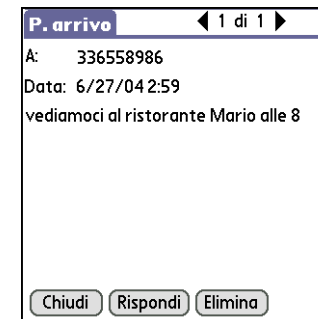 P. arrivo 1 di 1
A: 336558986
Data: 6/27/04 2:59
vediamoci al ristorante Mario alle 8
Chiudi Rispondi Elimina